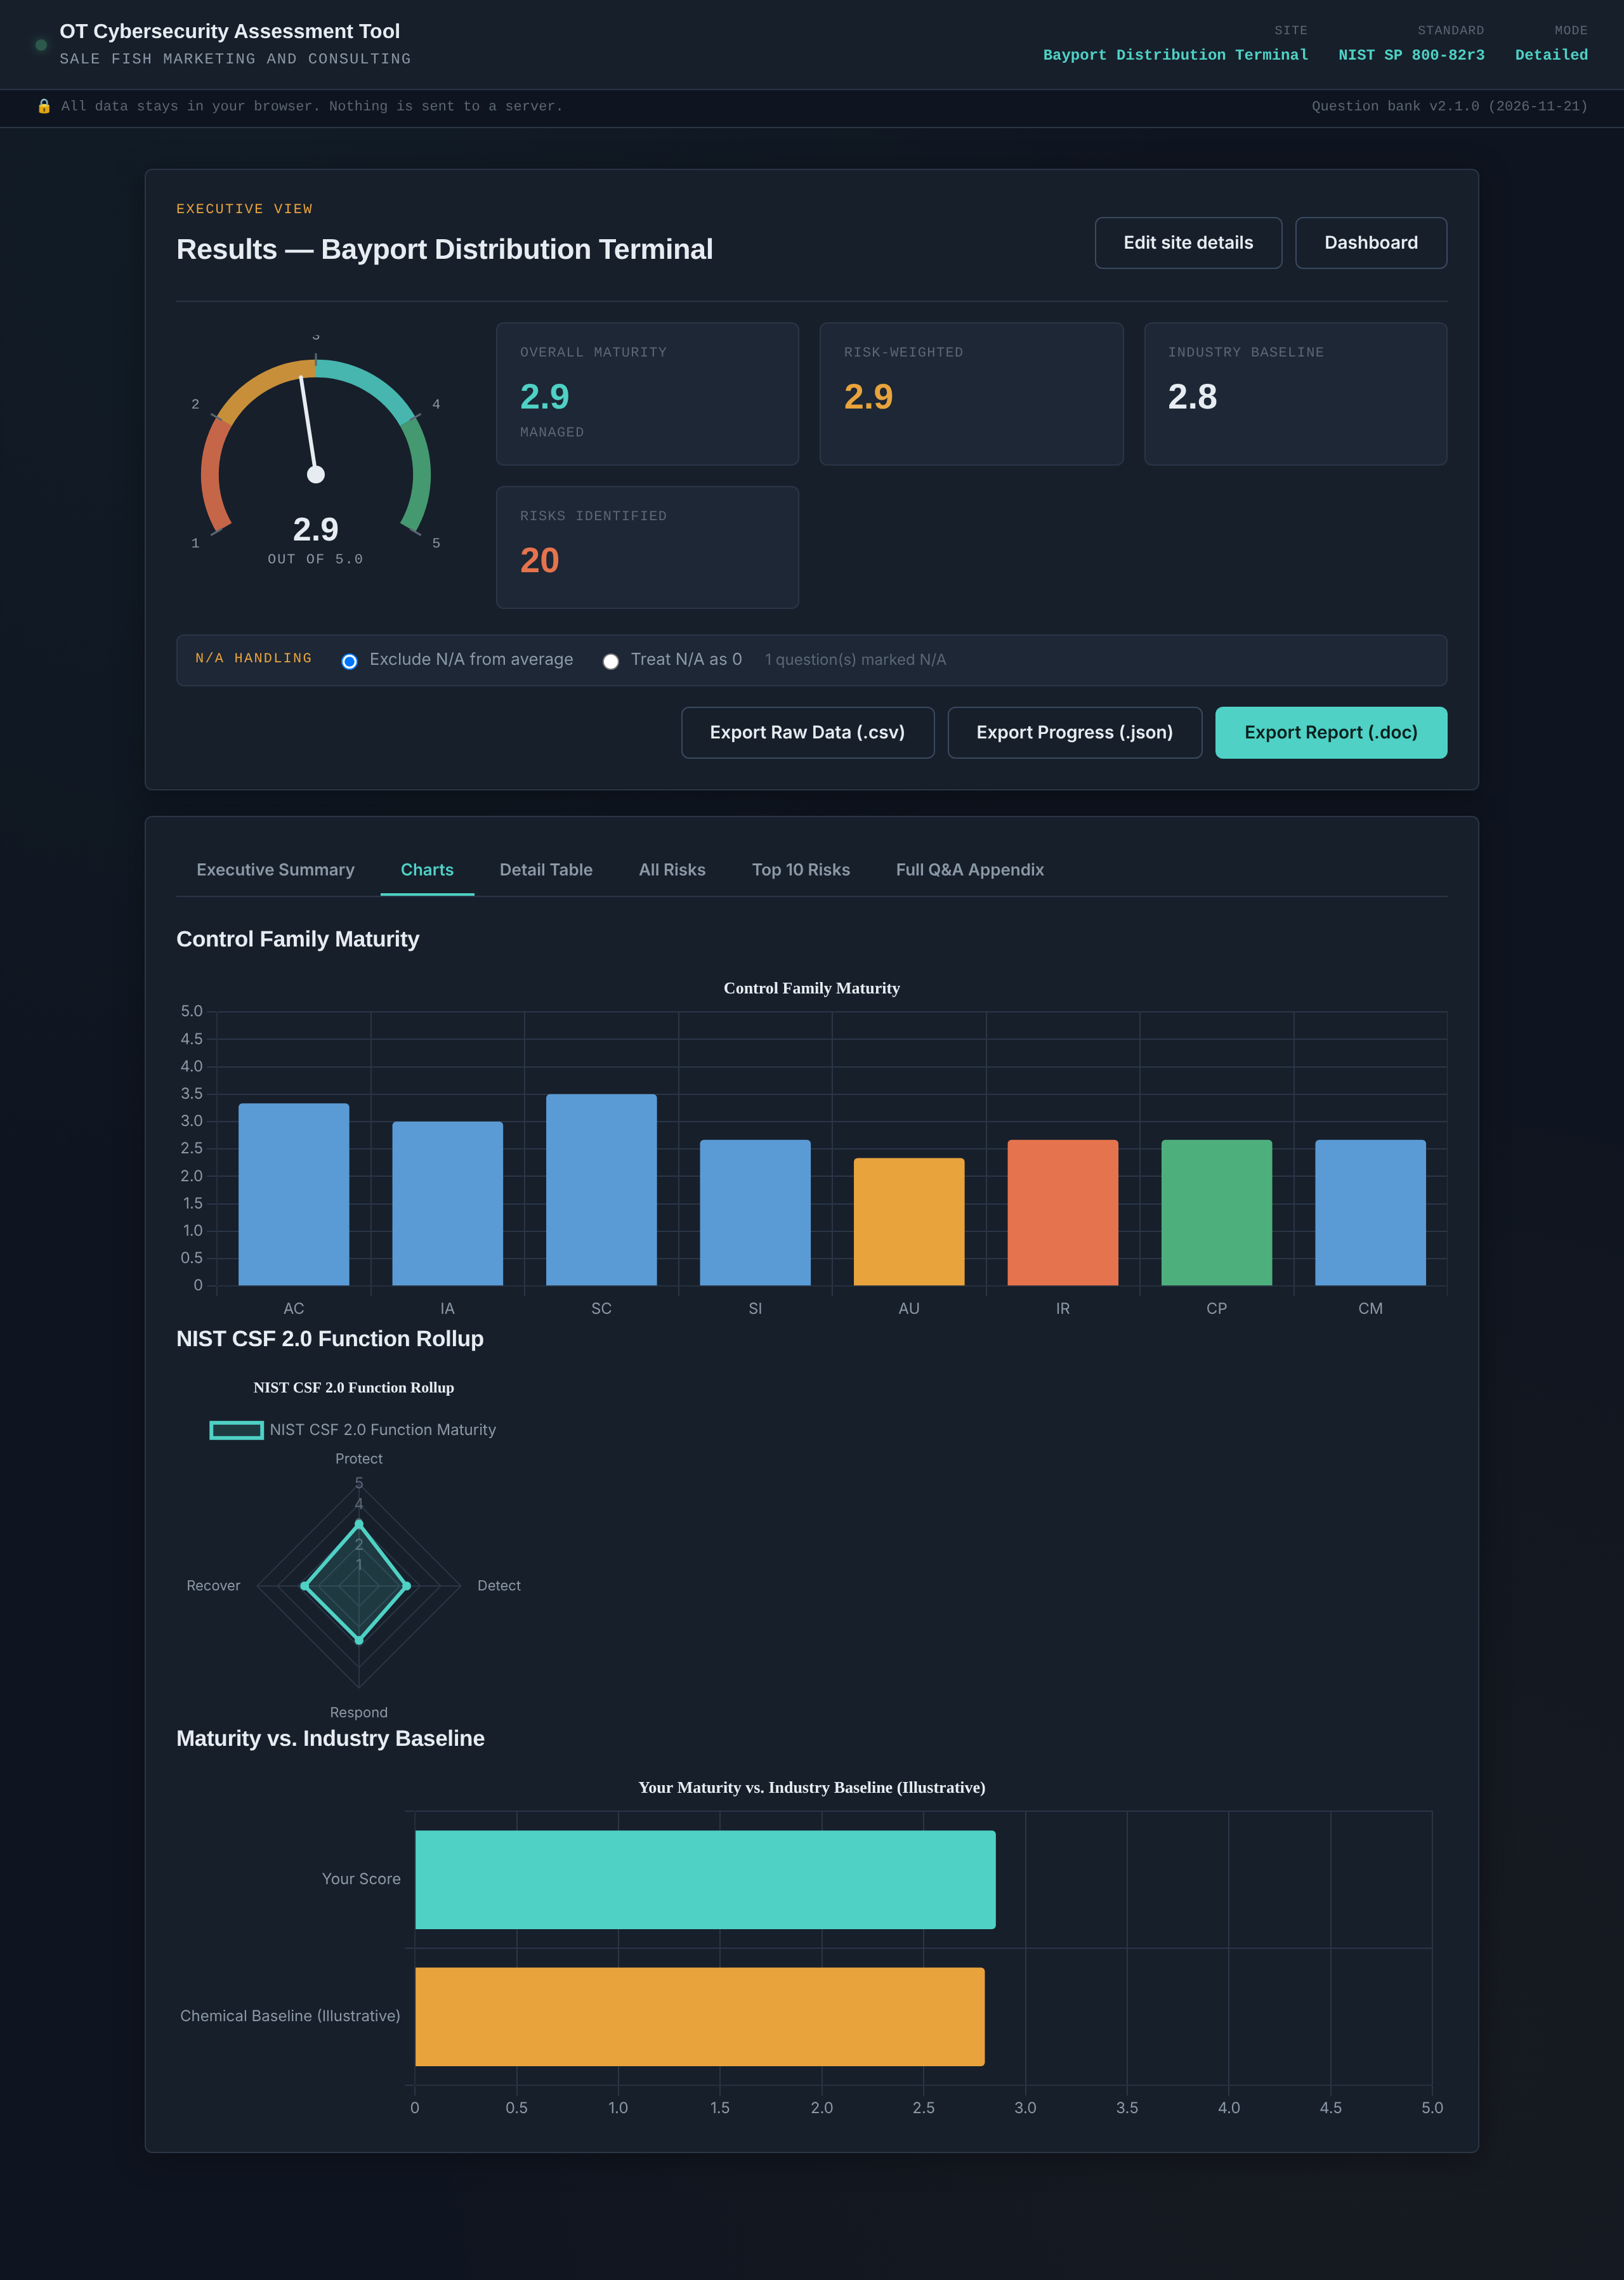 OT Cybersecurity Assessment Tool
SALE FISH MARKETING AND CONSULTING
SITE
Bayport Distribution Terminal
STANDARD
NIST SP 800-82r3
MODE
Detailed
All data stays in your browser. Nothing is sent to a server.
Question bank v2.1.0 (2026-11-21)
EXECUTIVE VIEW
Results — Bayport Distribution Terminal
Edit site details
Dashboard
1
2
3
4
5
2.9
OUT OF 5.0
OVERALL MATURITY
2.9
MANAGED
RISK-WEIGHTED
2.9
INDUSTRY BASELINE
2.8
RISKS IDENTIFIED
20
N/A HANDLING
Exclude N/A from average
Treat N/A as 0
1 question(s) marked N/A
Export Raw Data (.csv)
Export Progress (.json)
Export Report (.doc)
Executive Summary
Charts
Detail Table
All Risks
Top 10 Risks
Full Q&A Appendix
Control Family Maturity
Control Family Maturity
5.0
4.5
4.0
3.5
3.0
2.5
2.0
1.5
1.0
0.5
0
AC
IA
SC
SI
AU
IR
CP
CM
NIST CSF 2.0 Function Rollup
NIST CSF 2.0 Function Rollup
NIST CSF 2.0 Function Maturity
Protect
5
4
2
1
Recover
Detect
Respond
Maturity vs. Industry Baseline
Your Maturity vs. Industry Baseline (Illustrative)
Your Score
Chemical Baseline (Illustrative)
0
0.5
1.0
1.5
2.0
2.5
3.0
3.5
4.0
4.5
5.0